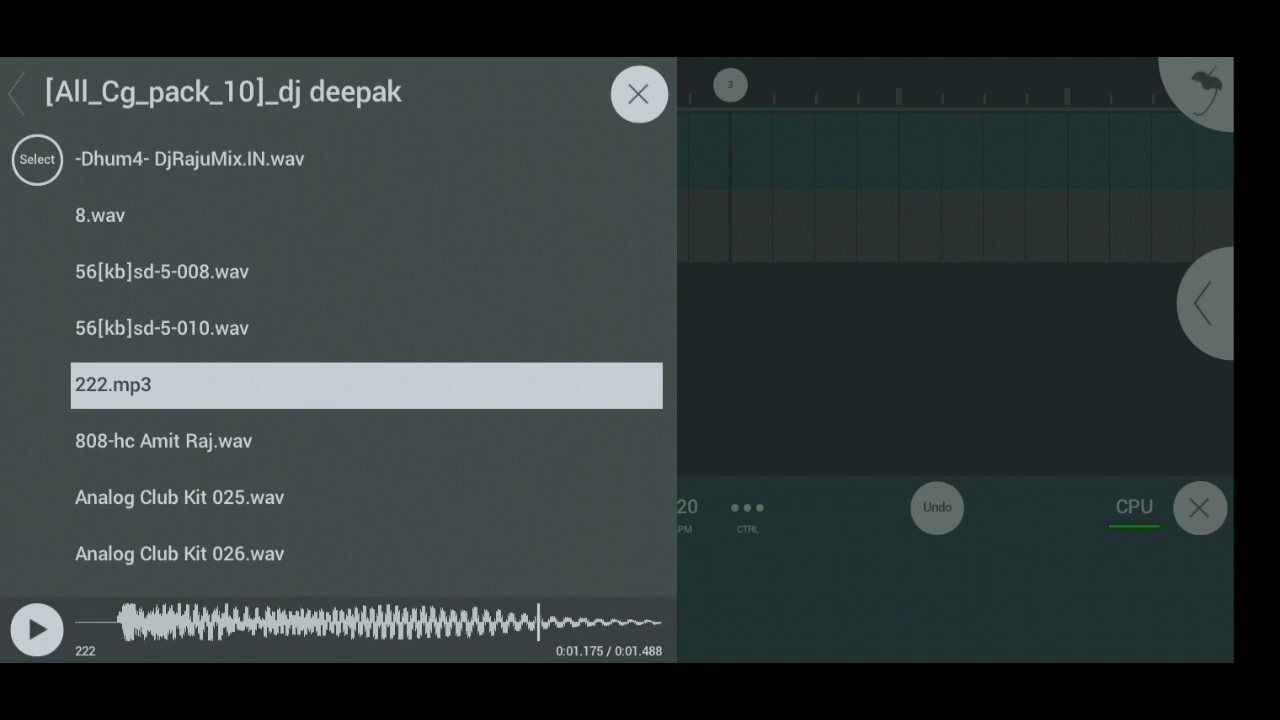 [All_Cg_pack_10]_dj deepak
Select
-Dhum4- DjRajuMix.IN.wav
8.wav
56[kb]sd-5-008.wav
56[kb]sd-5-010.wav
222.mp3
808-hc Amit Raj.wav
Analog Club Kit 025.wav
Analog Club Kit 026.wav
222
0:01.175 / 0:01.488
3
20
PM
CTRL
Undo
CPU